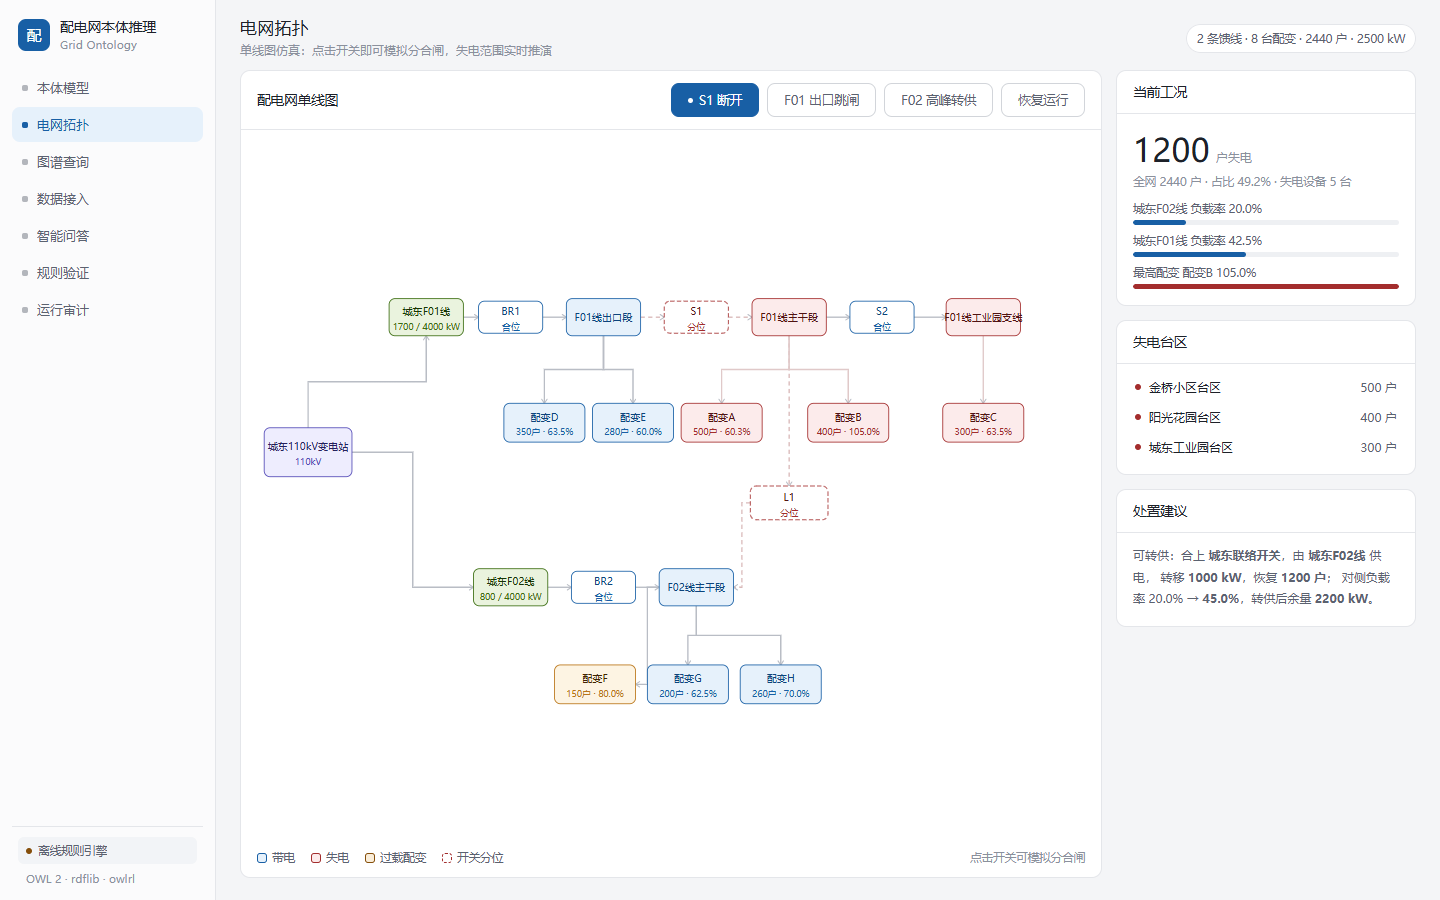 配
配电网本体推理
Grid Ontology
本体模型
电网拓扑
图谱查询
数据接入
智能问答
规则验证
运行审计
离线规则引擎
OWL 2 · rdflib · owlrl
电网拓扑
单线图仿真：点击开关即可模拟分合闸，失电范围实时推演
2 条馈线 · 8 台配变 · 2440 户 · 2500 kW
配电网单线图
S1 断开
F01 出口跳闸
F02 高峰转供
恢复运行
城东F01线
1700 / 4000 kW
BR1
合位
F01线出口段
S1
分位
F01线主干段
S2
合位
F01线工业园支线
配变D
350户 · 63.5%
配变E
280户 · 60.0%
配变A
500户 · 60.3%
配变B
400户 · 105.0%
配变C
300户 · 63.5%
城东110kV变电站
110kV
L1
分位
城东F02线
800 / 4000 kW
BR2
合位
F02线主干段
配变F
150户 · 80.0%
配变G
200户 · 62.5%
配变H
260户 · 70.0%
带电
失电
过载配变
开关分位
点击开关可模拟分合闸
当前工况
1200 户失电
全网 2440 户 · 占比 49.2% · 失电设备 5 台
城东F02线 负载率 20.0%
城东F01线 负载率 42.5%
最高配变 配变B 105.0%
失电台区
金桥小区台区 500 户
阳光花园台区 400 户
城东工业园台区 300 户
处置建议
可转供：合上 城东联络开关，由 城东F02线 供
电， 转移 1000 kW，恢复 1200 户； 对侧负载
率 20.0% → 45.0%，转供后余量 2200 kW。